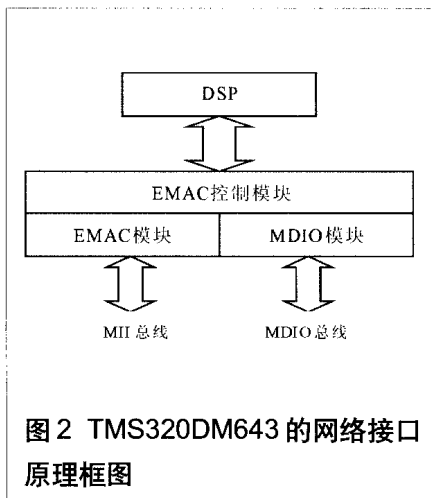 DSP
EMAC控制模块
EMAC模块
MDIO模块
MII 总线
MDIO总线
图 2 TMS320DM643 的网络接口
原理框图